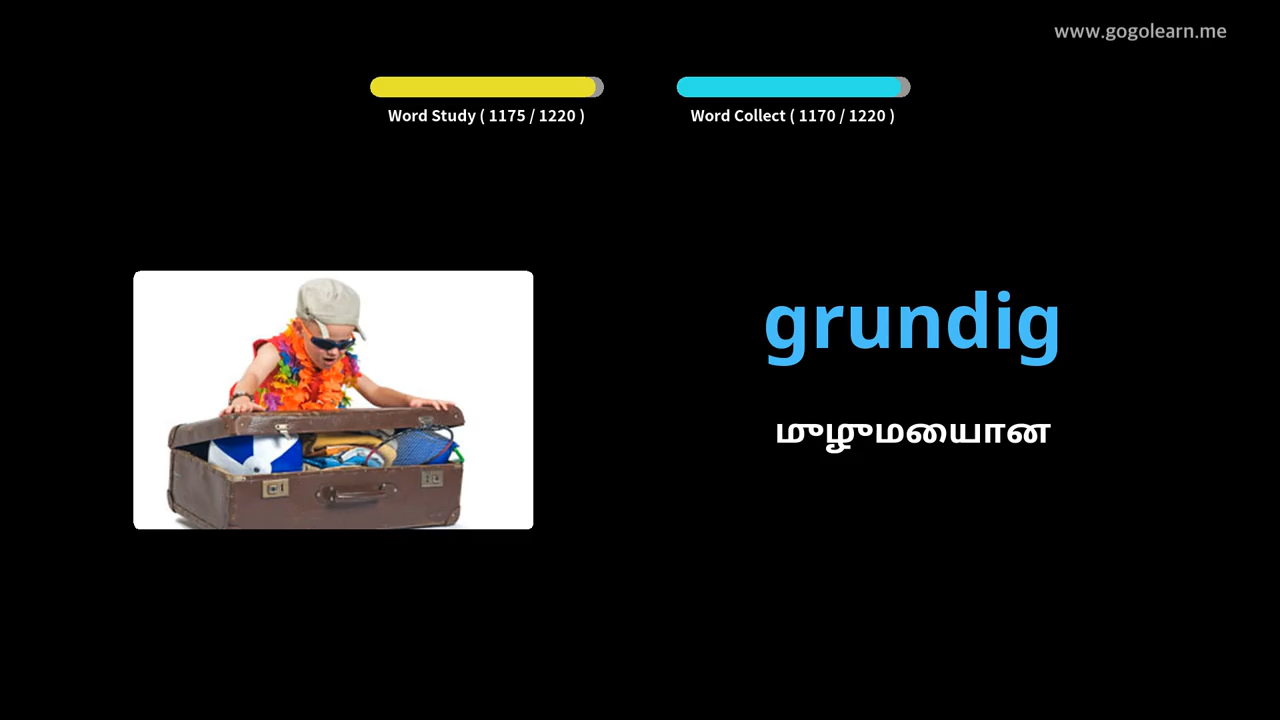 www.gogolearn.me
Word Study ( 1175 / 1220 )
Word Collect ( 1170 / 1220 )
grundig
முழுமையான